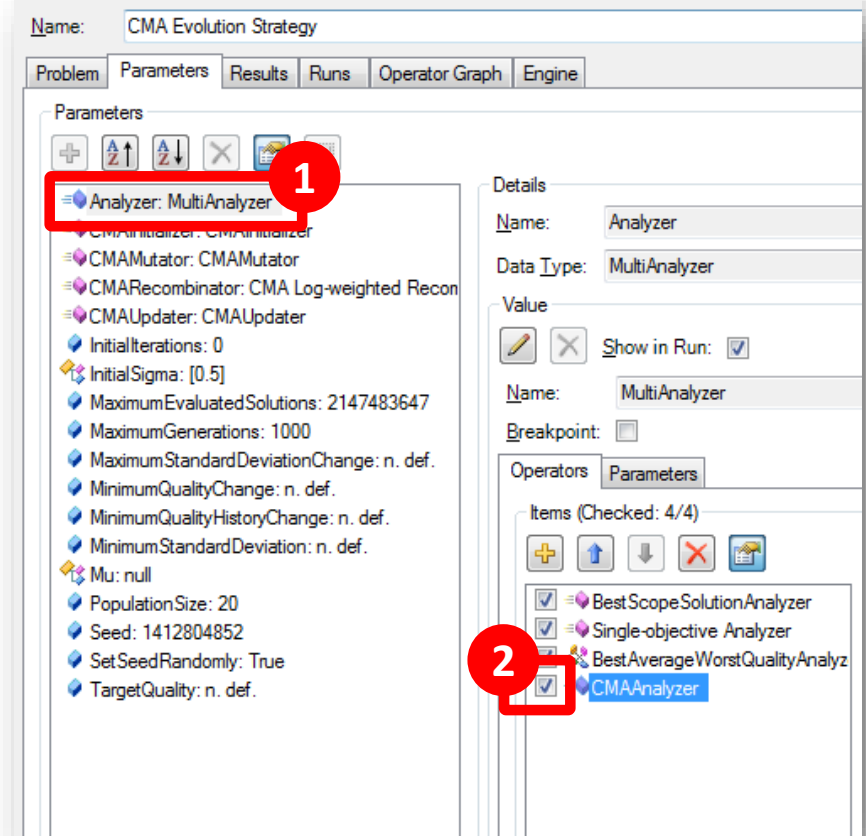 Name: CMA Evolution Strategy
Problem Parameters Results Runs Operator Graph Engine
Parameters
1
Analyzer: MultiAnalyzer
CMAInitializer: CMAInitializer
CMAMutator: CMAMutator
CMARecombinator: CMA Log-weighted Recon
CMAUpdater: CMAUpdater
InitialIterations: 0
InitialSigma: [0.5]
MaximumEvaluatedSolutions: 2147483647
MaximumGenerations: 1000
MaximumStandardDeviationChange: n. def.
MinimumQualityChange: n. def.
MinimumQualityHistoryChange: n. def.
MinimumStandardDeviation: n. def.
Mu: null
PopulationSize: 20
Seed: 1412804852
SetSeedRandomly: True
TargetQuality: n. def.
Details
Name: Analyzer
Data Type: MultiAnalyzer
Value
Show in Run:
Name: MultiAnalyzer
Breakpoint:
Operators Parameters
Items (Checked: 4/4)
BestScopeSolutionAnalyzer
Single-objective Analyzer
BestAverageWorstQualityAnalyz
2
CMAAnalyzer